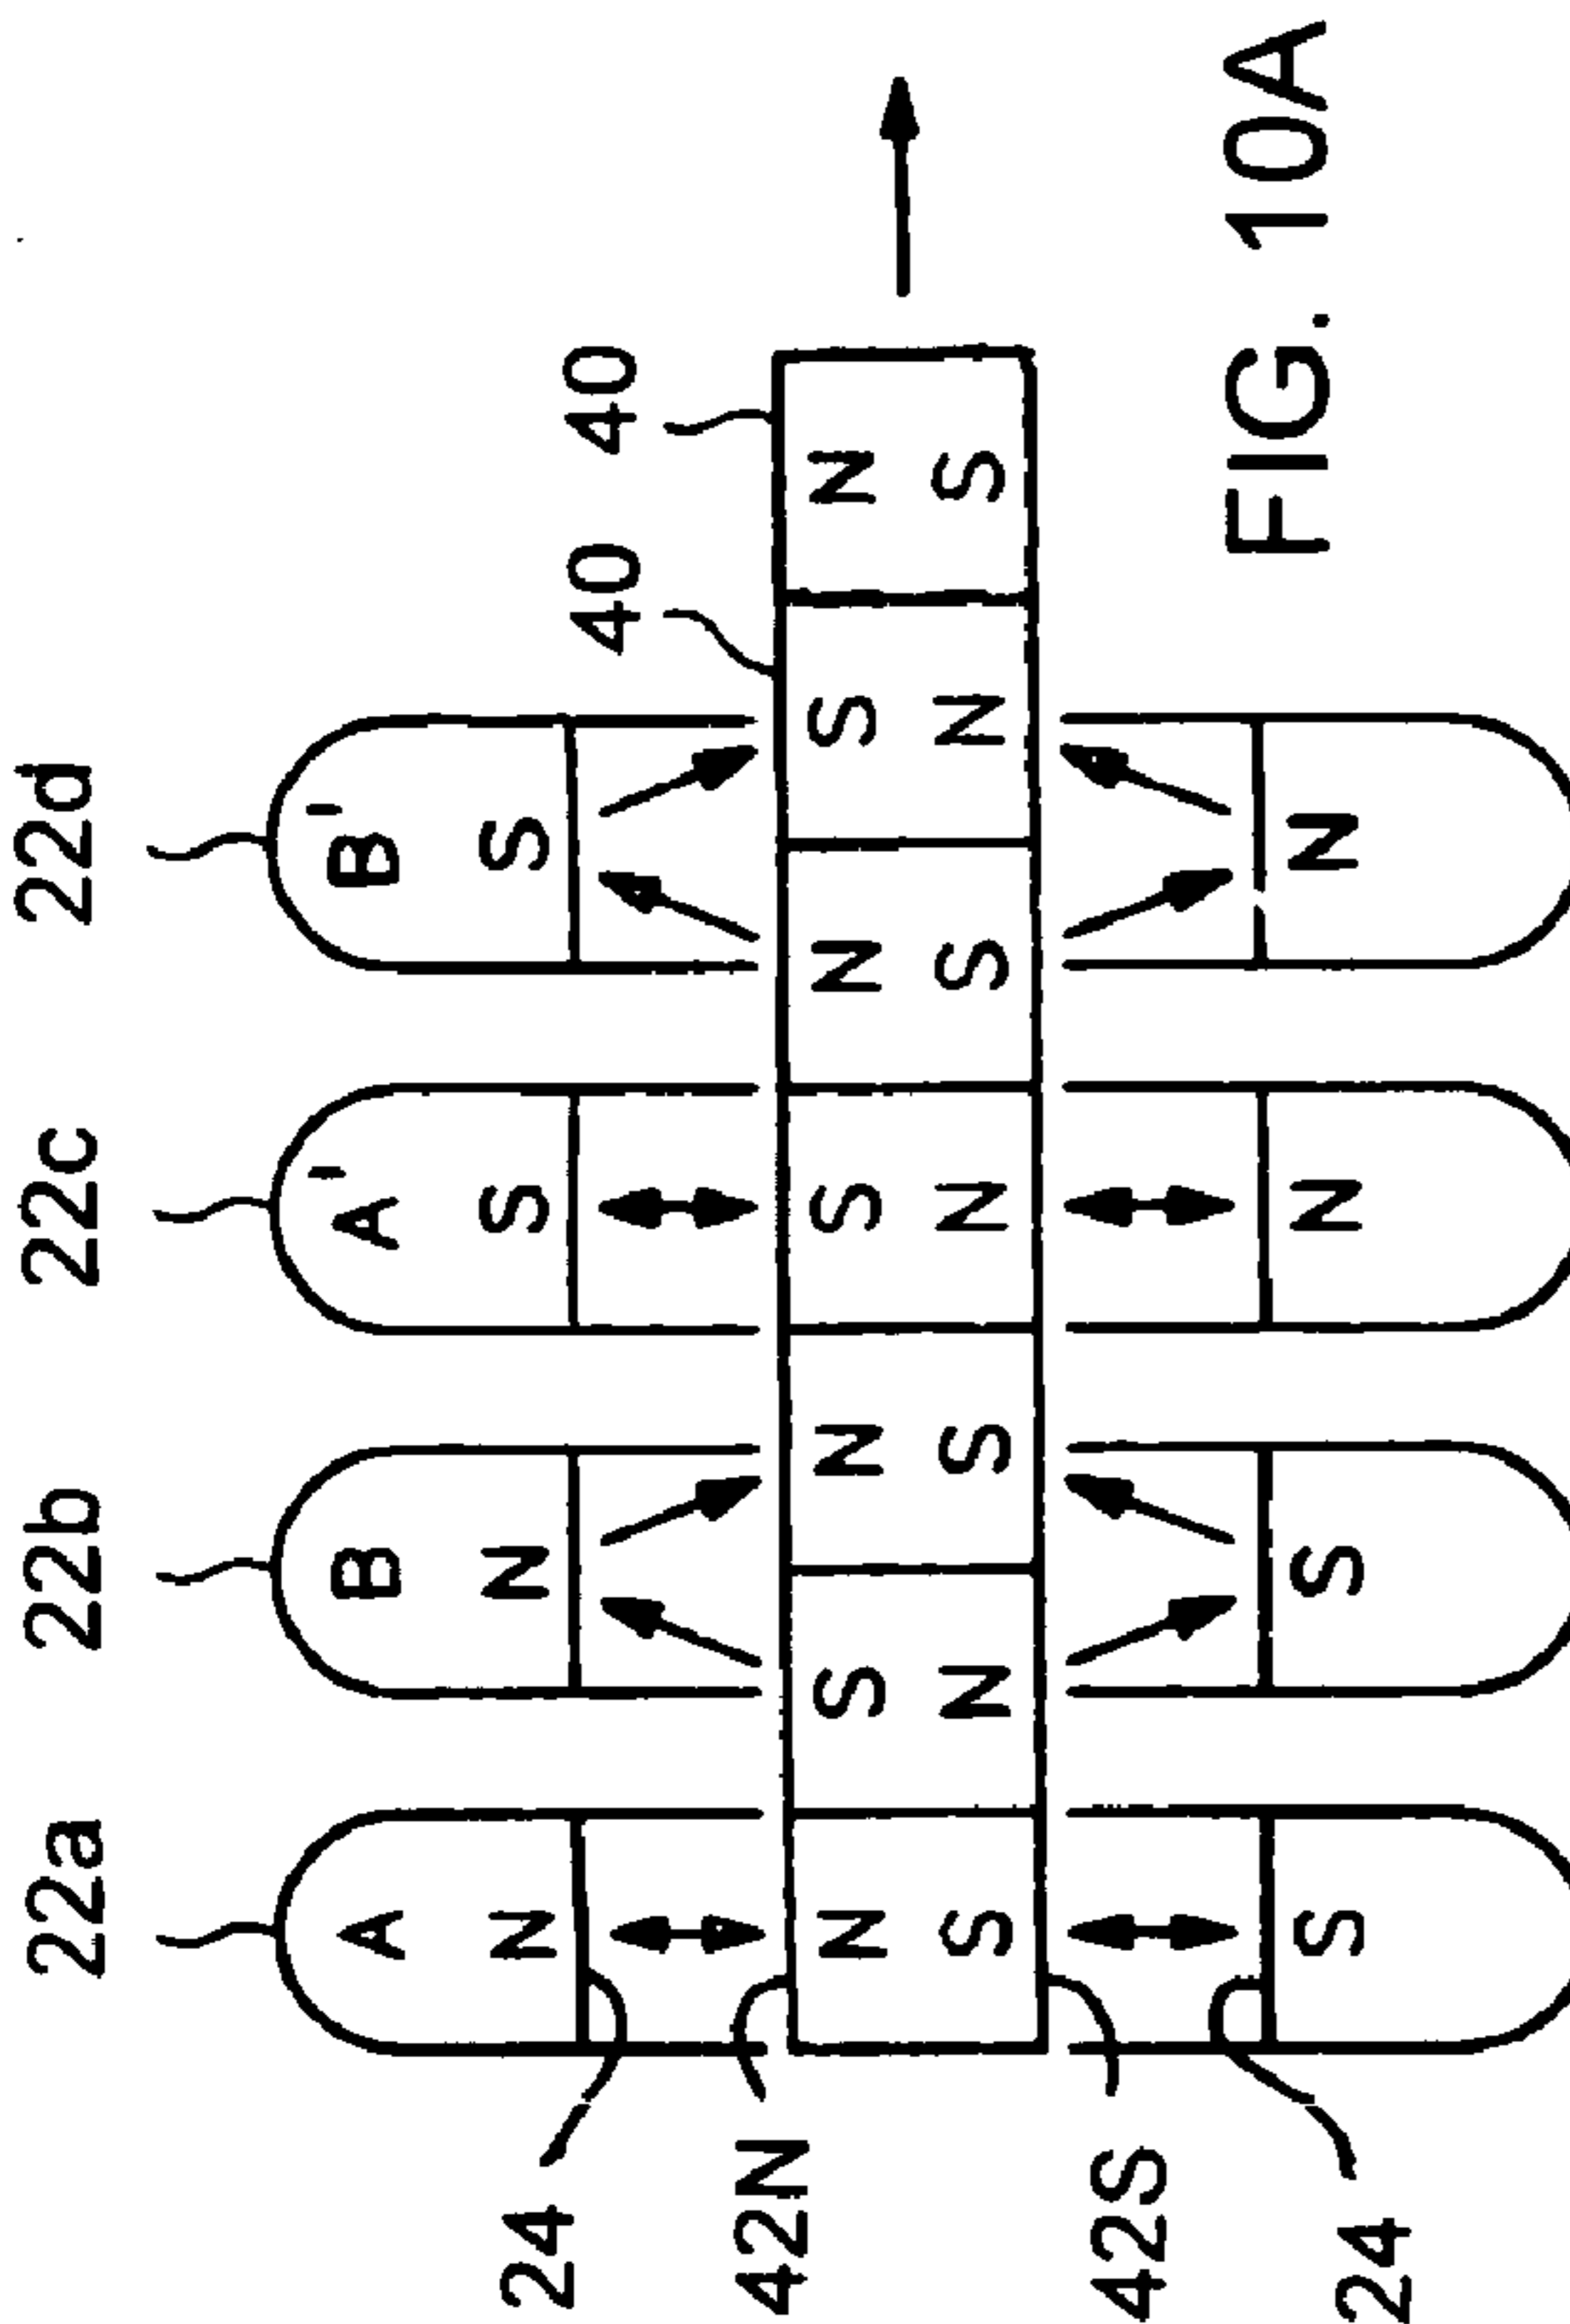 22a 22b 22c 22d
A B A' B'
N N S S
24
40 40
42N
N S N S N S N
S N S N S N S
42S
S S N N
24
FIG. 10A